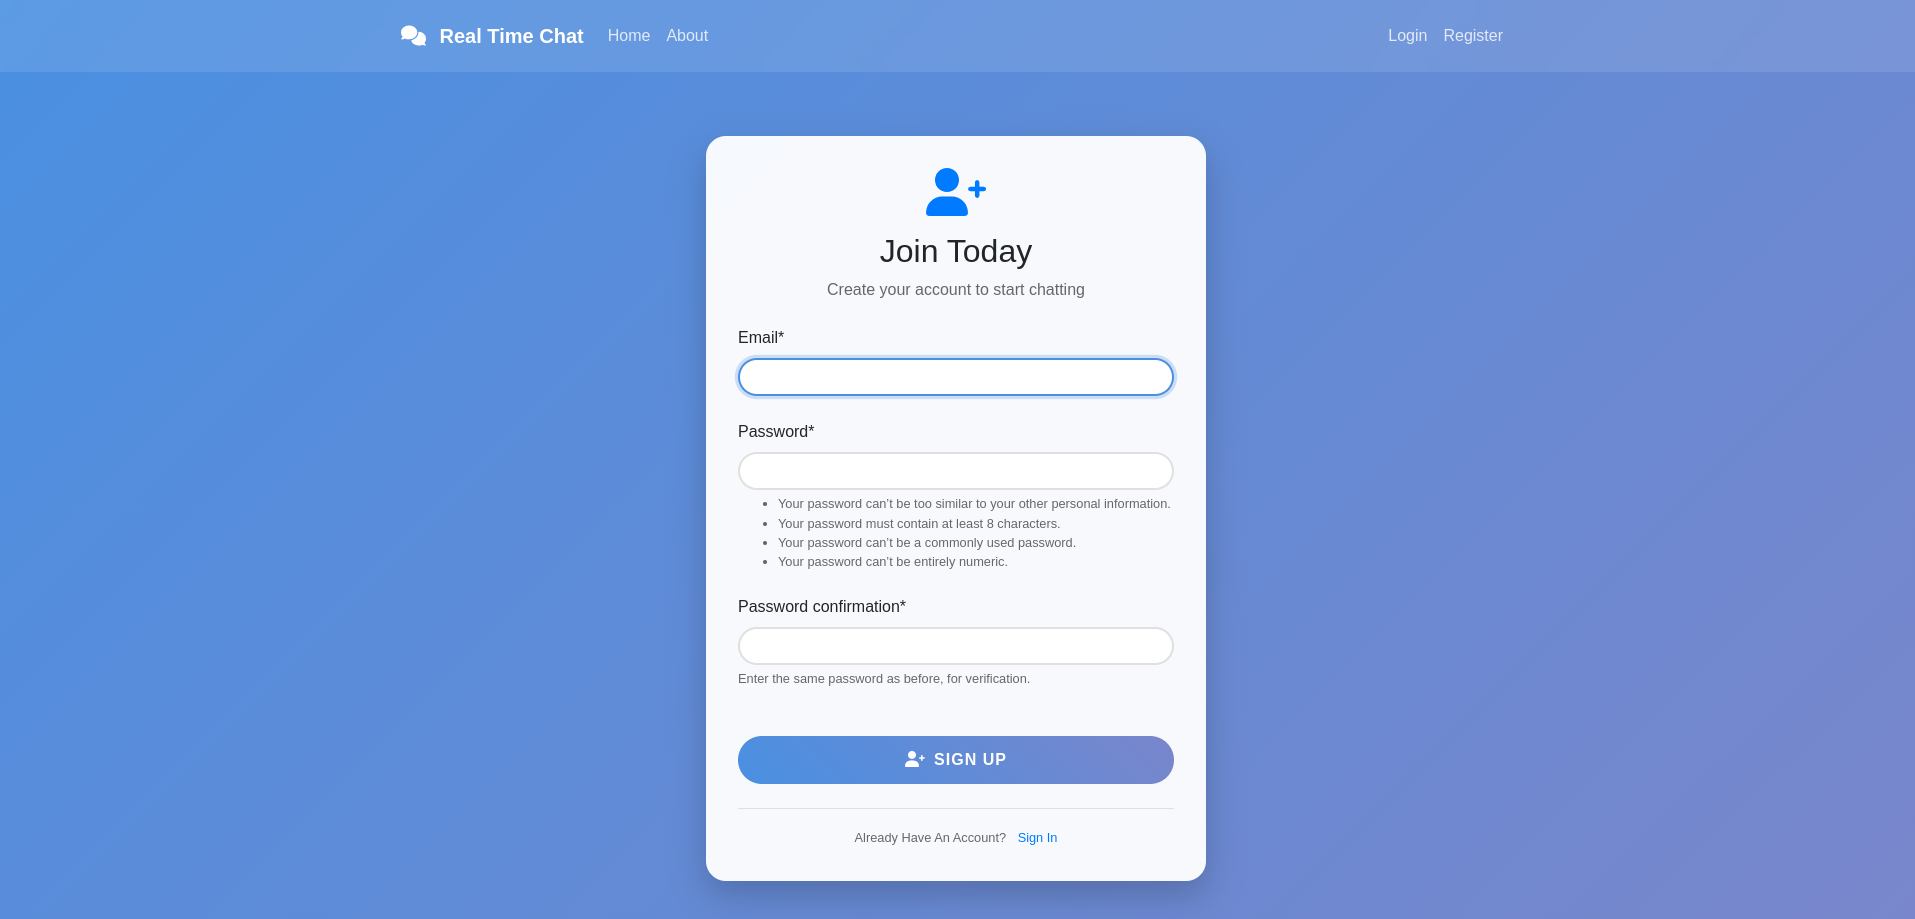 Real Time Chat Home About Login Register
Join Today
Create your account to start chatting
Email*
Password*
Your password can’t be too similar to your other personal information.
Your password must contain at least 8 characters.
Your password can’t be a commonly used password.
Your password can’t be entirely numeric.
Password confirmation*
Enter the same password as before, for verification.
SIGN UP
Already Have An Account? Sign In